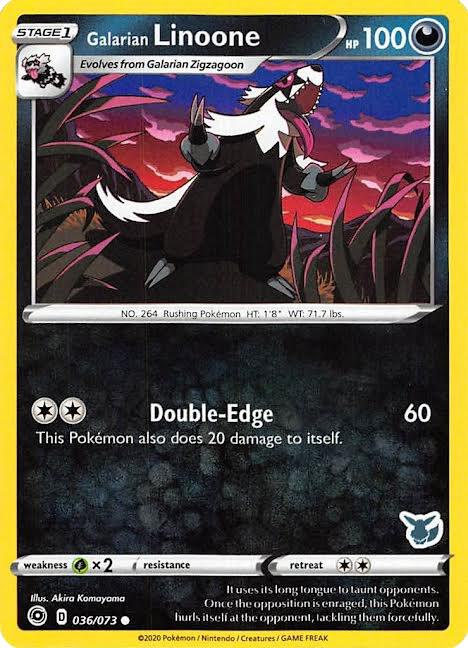 STAGE 1
Galarian Linoone
HP 100
Evolves from Galarian Zigzagoon
NO. 264 Rushing Pokémon HT: 1'8" WT: 71.7 lbs.
Double-Edge 60
This Pokémon also does 20 damage to itself.
weakness ×2 resistance retreat
Illus. Akira Komayama
It uses its long tongue to taunt opponents.
Once the opposition is enraged, this Pokémon
hurls itself at the opponent, tackling them forcefully.
D 036/073
©2020 Pokémon / Nintendo / Creatures / GAME FREAK